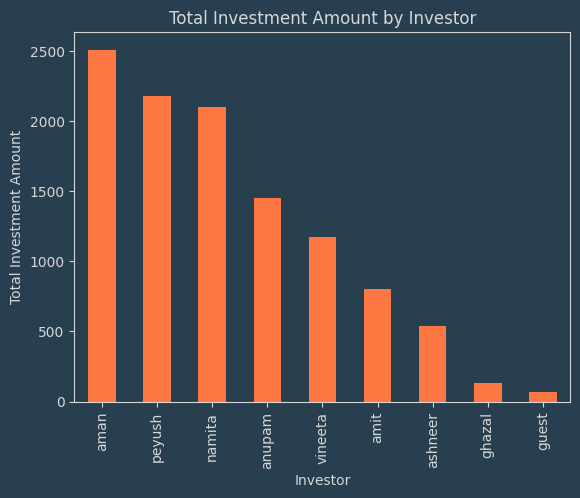 Total Investment Amount by Investor
Total Investment Amount
2500
2000
1500
1000
500
0
aman
peyush
namita
anupam
vineeta
amit
ashneer
ghazal
guest
Investor